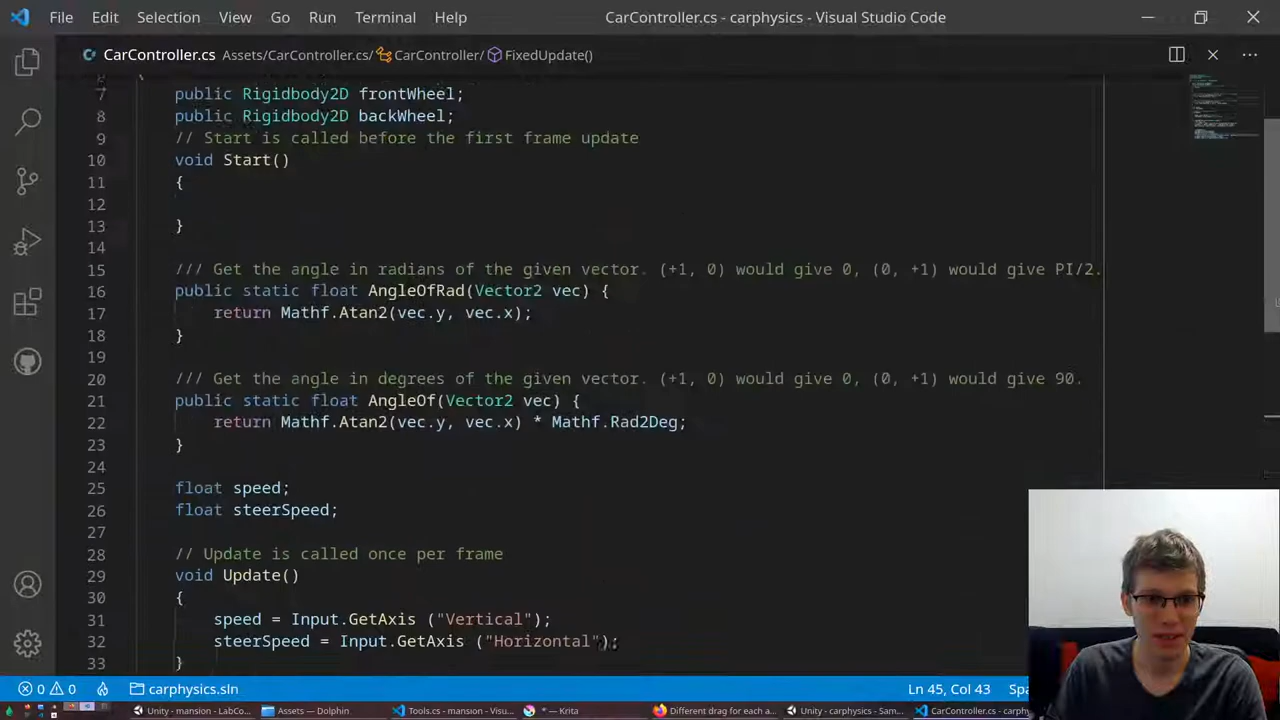 File Edit Selection View Go Run Terminal Help CarController.cs - carphysics - Visual Studio Code
CarController.cs Assets/CarController.cs/ CarController/ FixedUpdate()
7 public Rigidbody2D frontWheel;
8 public Rigidbody2D backWheel;
9 // Start is called before the first frame update
10 void Start()
11 {
12
13 }
14
15 /// Get the angle in radians of the given vector. (+1, 0) would give 0, (0, +1) would give PI/2.
16 public static float AngleOfRad(Vector2 vec) {
17 return Mathf.Atan2(vec.y, vec.x);
18 }
19
20 /// Get the angle in degrees of the given vector. (+1, 0) would give 0, (0, +1) would give 90.
21 public static float AngleOf(Vector2 vec) {
22 return Mathf.Atan2(vec.y, vec.x) * Mathf.Rad2Deg;
23 }
24
25 float speed;
26 float steerSpeed;
27
28 // Update is called once per frame
29 void Update()
30 {
31 speed = Input.GetAxis ("Vertical");
32 steerSpeed = Input.GetAxis ("Horizontal");
33 }
0 0 carphysics.sln Ln 45, Col 43
Unity - mansion - LabCo... Assets — Dolphin Tools.cs - mansion - Visu... * — Krita Different drag for each a... Unity - carphysics - Sam... CarController.cs - carph...